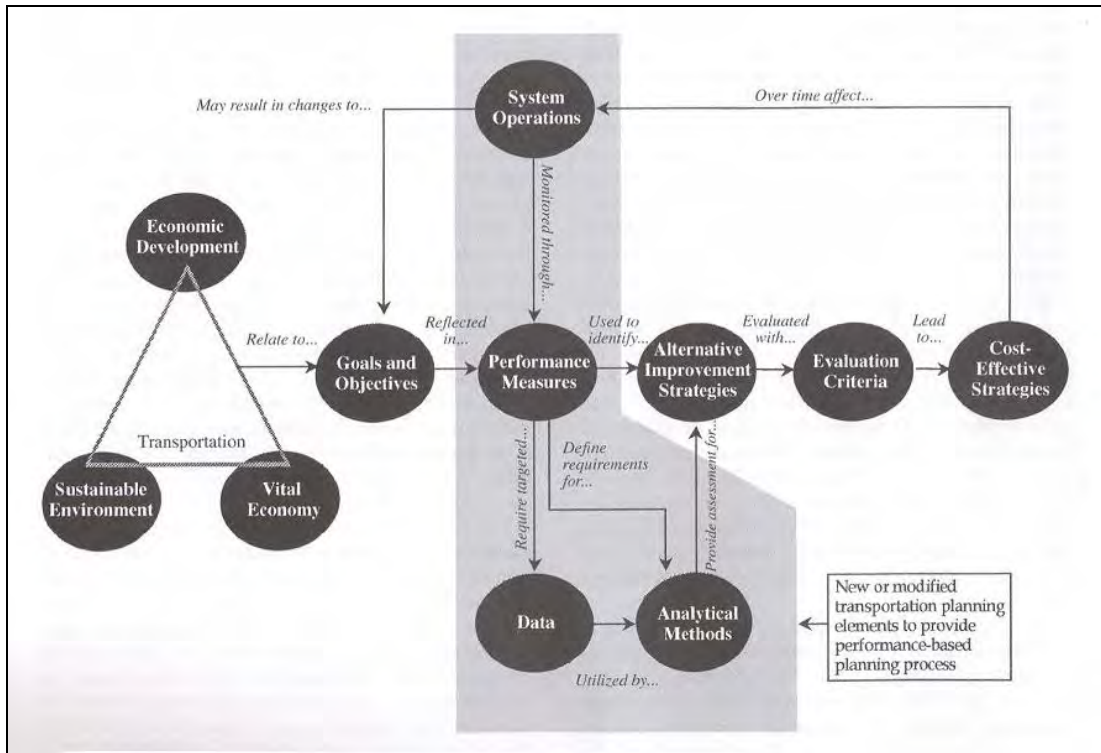 System
Operations
May result in changes to...
Over time affect...
Monitored through...
Economic
Development
Relate to...
Goals and
Objectives
Reflected
in...
Performance
Measures
Used to
identify...
Alternative
Improvement
Strategies
Evaluated
with...
Evaluation
Criteria
Lead
to...
Cost-
Effective
Strategies
Transportation
Sustainable
Environment
Vital
Economy
Require targeted...
Define
requirements
for...
Provide assessment for...
Data
Analytical
Methods
Utilized by...
New or modified
transportation planning
elements to provide
performance-based
planning process